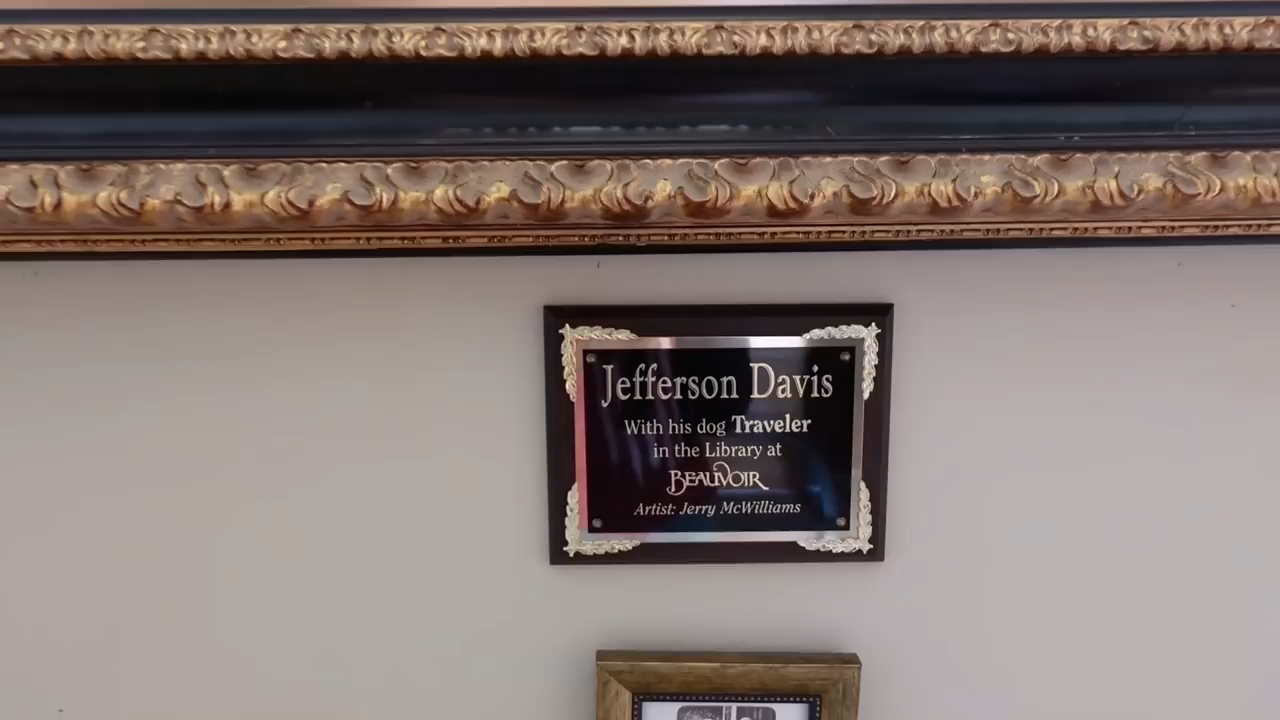 Jefferson Davis
With his dog Traveler
in the Library at
BEAUVOIR
Artist: Jerry McWilliams